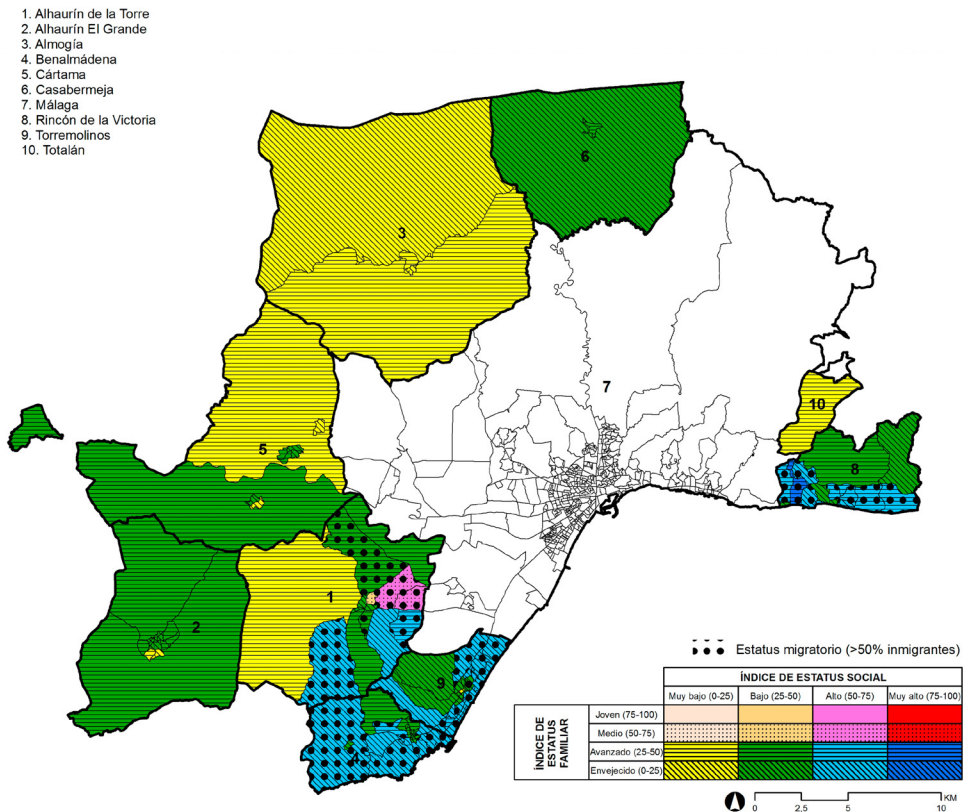 1. Alhaurín de la Torre
2. Alhaurín El Grande
3. Almogía
4. Benalmádena
5. Cártama
6. Casabermeja
7. Málaga
8. Rincón de la Victoria
9. Torremolinos
10. Totalán
6
3
7
10
5
8
1
2
9
4
Estatus migratorio (>50% inmigrantes)
ÍNDICE DE ESTATUS SOCIAL
Muy bajo (0-25) Bajo (25-50) Alto (50-75) Muy alto (75-100)
ÍNDICE DE
ESTATUS
FAMILIAR
Joven (75-100)
Medio (50-75)
Avanzado (25-50)
Envejecido (0-25)
KM
0 2,5 5 10